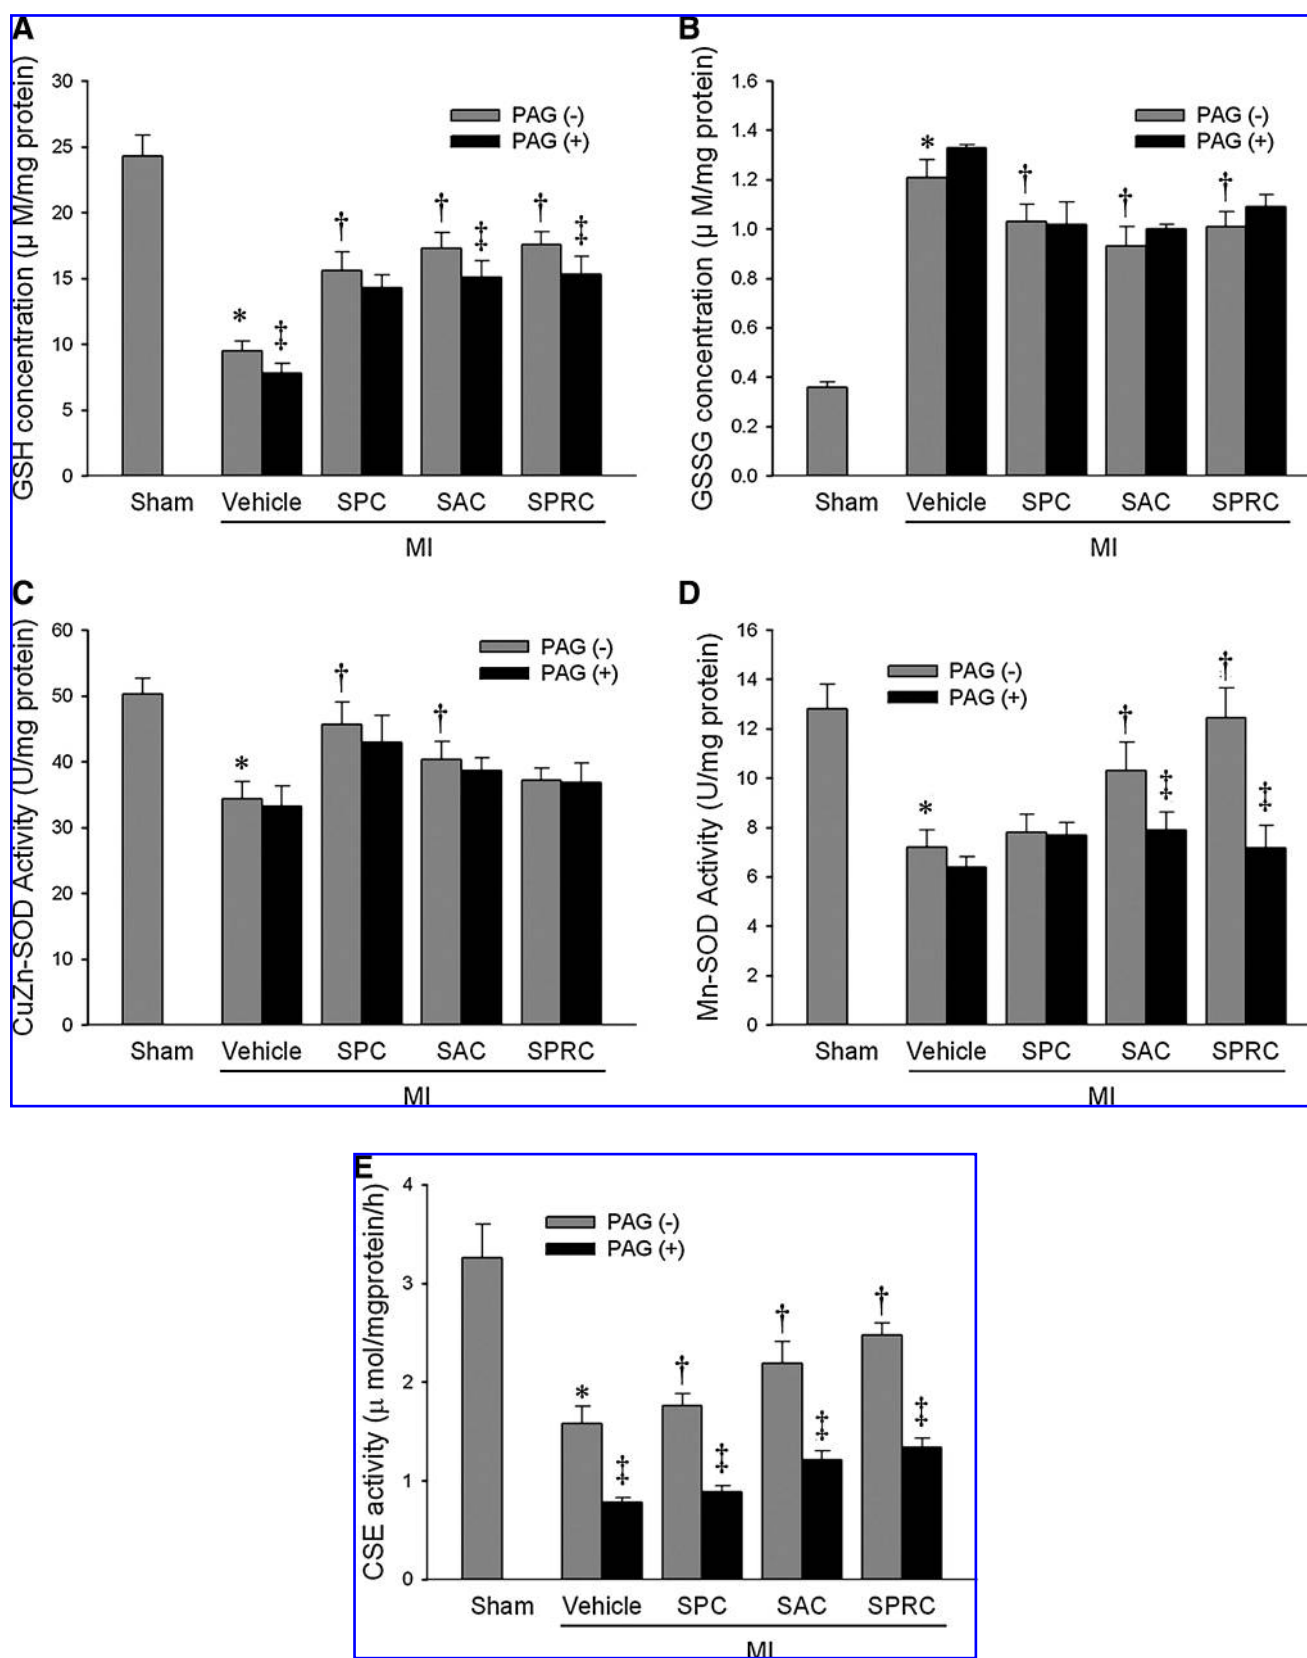 A
GSH concentration (μ M/mg protein)
30
25
20
15
10
5
0
PAG (-)
PAG (+)
*
‡
†
†
‡
†
‡
Sham Vehicle SPC SAC SPRC
MI
B
GSSG concentration (μ M/mg protein)
1.6
1.4
1.2
1.0
0.8
0.6
0.4
0.2
0.0
PAG (-)
PAG (+)
*
†
†
†
Sham Vehicle SPC SAC SPRC
MI
C
CuZn-SOD Activity (U/mg protein)
60
50
40
30
20
10
0
PAG (-)
PAG (+)
*
†
†
Sham Vehicle SPC SAC SPRC
MI
D
Mn-SOD Activity (U/mg protein)
16
14
12
10
8
6
4
2
0
PAG (-)
PAG (+)
*
†
‡
†
‡
Sham Vehicle SPC SAC SPRC
MI
E
CSE activity (μ mol/mgprotein/h)
4
3
2
1
0
PAG (-)
PAG (+)
*
‡
†
‡
†
‡
†
‡
Sham Vehicle SPC SAC SPRC
MI